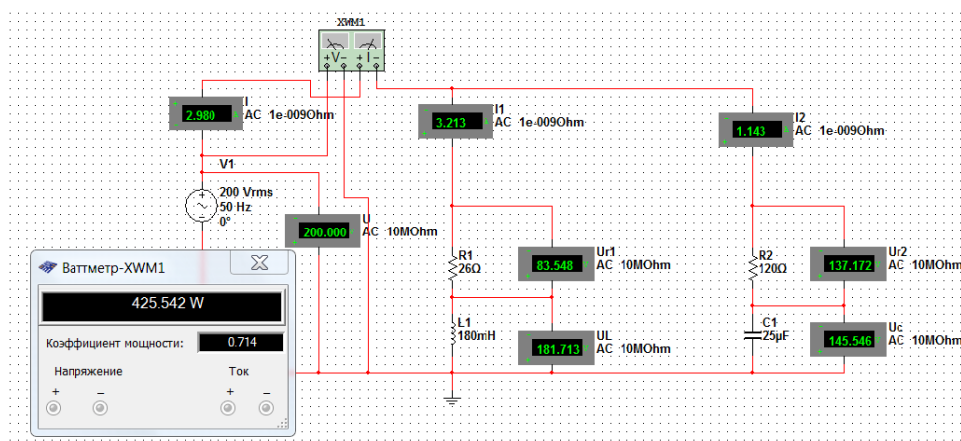 XWM1
+V- +I-
2.980
I
AC 1e-009Ohm
3.213
I1
AC 1e-009Ohm
1.143
I2
AC 1e-009Ohm
V1
200 Vrms
50 Hz
0°
200.000
U
AC 10MOhm
R1
26Ω
83.548
Ur1
AC 10MOhm
R2
120Ω
137.172
Ur2
AC 10MOhm
L1
180mH
181.713
UL
AC 10MOhm
C1
25µF
145.546
Uc
AC 10MOhm
Ваттметр-XWM1
425.542 W
Коэффициент мощности: 0.714
Напряжение Ток
+ - + -